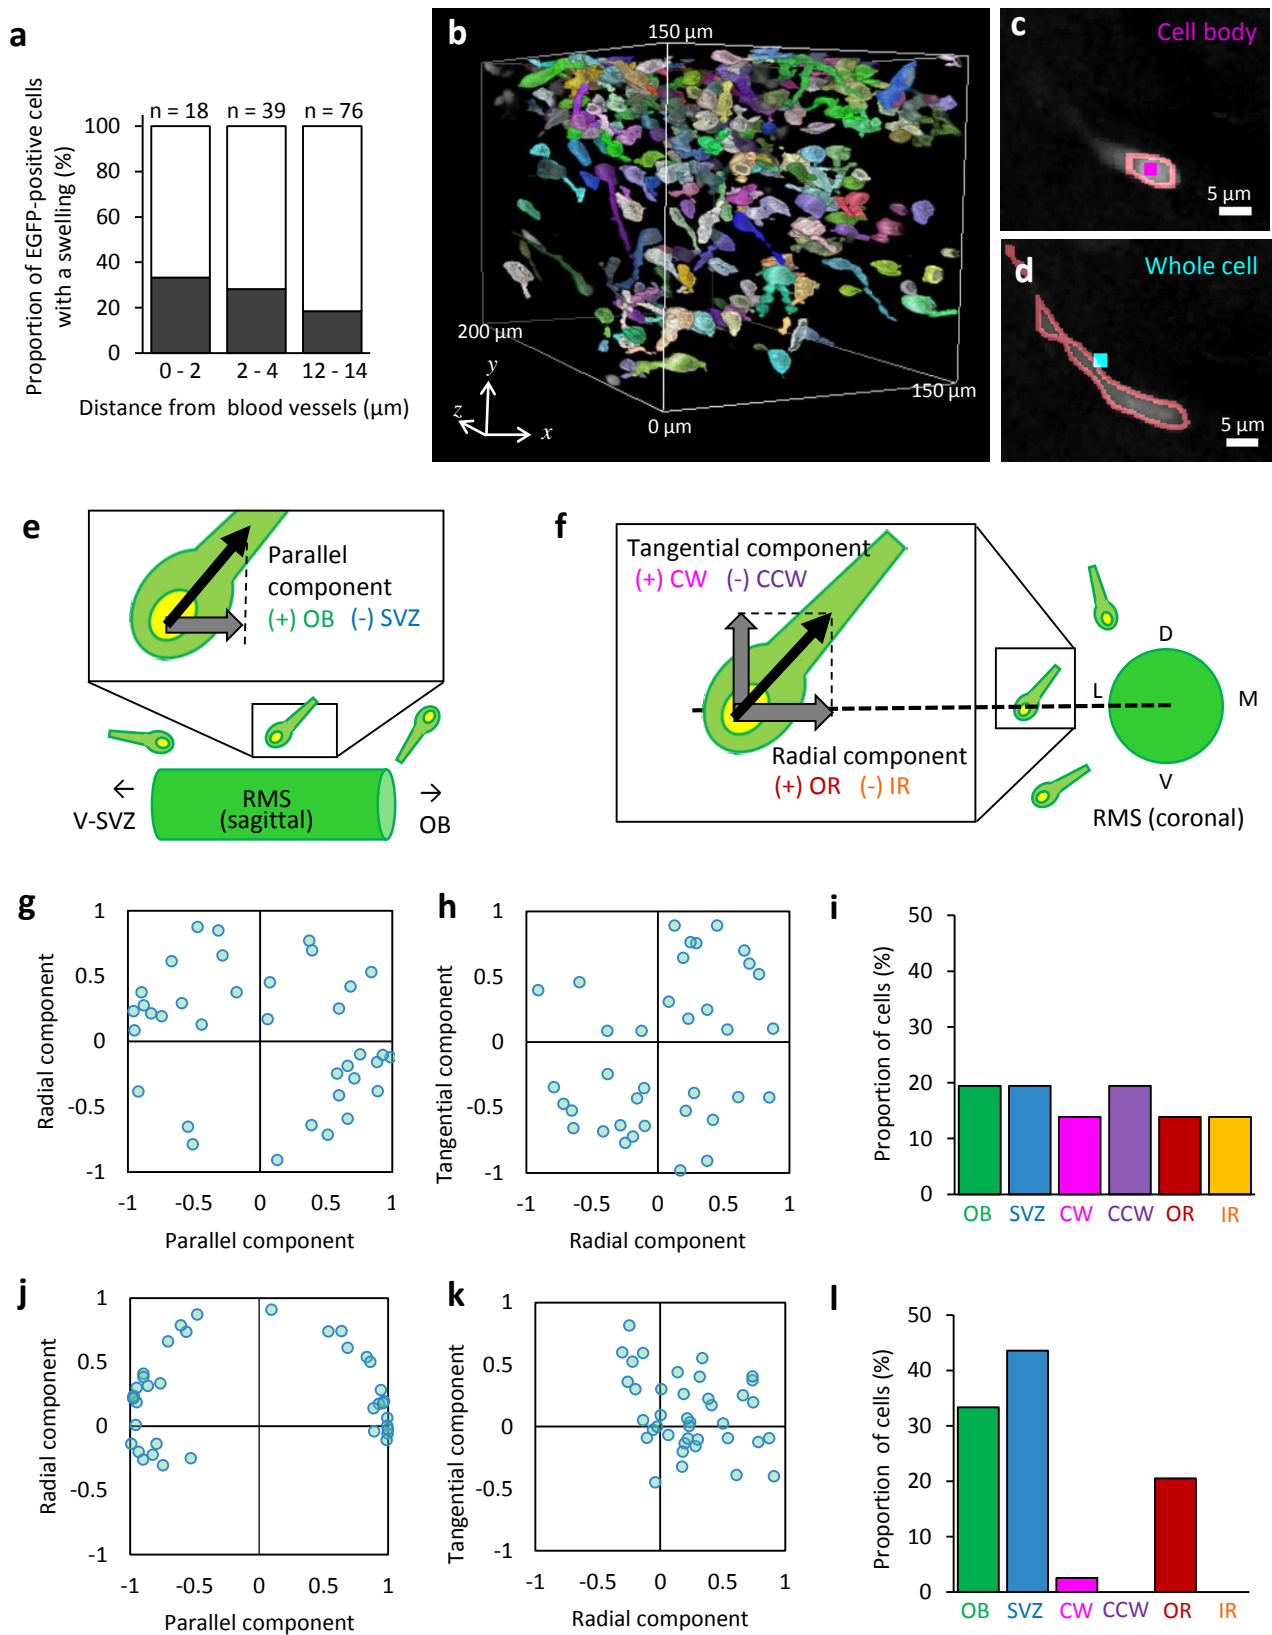 a
n = 18 n = 39 n = 76
100
80
60
40
20
0
Proportion of EGFP-positive cells
with a swelling (%)
0 - 2 2 - 4 12 - 14
Distance from blood vessels (µm)
b
150 µm
200 µm
150 µm
0 µm
y
z
x
c
Cell body
5 µm
d
Whole cell
5 µm
e
Parallel
component
(+) OB (-) SVZ
RMS
(sagittal)
←
V-SVZ
→
OB
f
Tangential component
(+) CW (-) CCW
Radial component
(+) OR (-) IR
D
L
M
V
RMS (coronal)
g
1
0.5
0
-0.5
-1
Radial component
-1 -0.5 0 0.5 1
Parallel component
h
1
0.5
0
-0.5
-1
Tangential component
-1 -0.5 0 0.5 1
Radial component
i
50
40
30
20
10
0
Proportion of cells (%)
OB SVZ CW CCW OR IR
j
1
0.5
0
-0.5
-1
Radial component
-1 -0.5 0 0.5 1
Parallel component
k
1
0.5
0
-0.5
-1
Tangential component
-1 -0.5 0 0.5 1
Radial component
l
50
40
30
20
10
0
Proportion of cells (%)
OB SVZ CW CCW OR IR